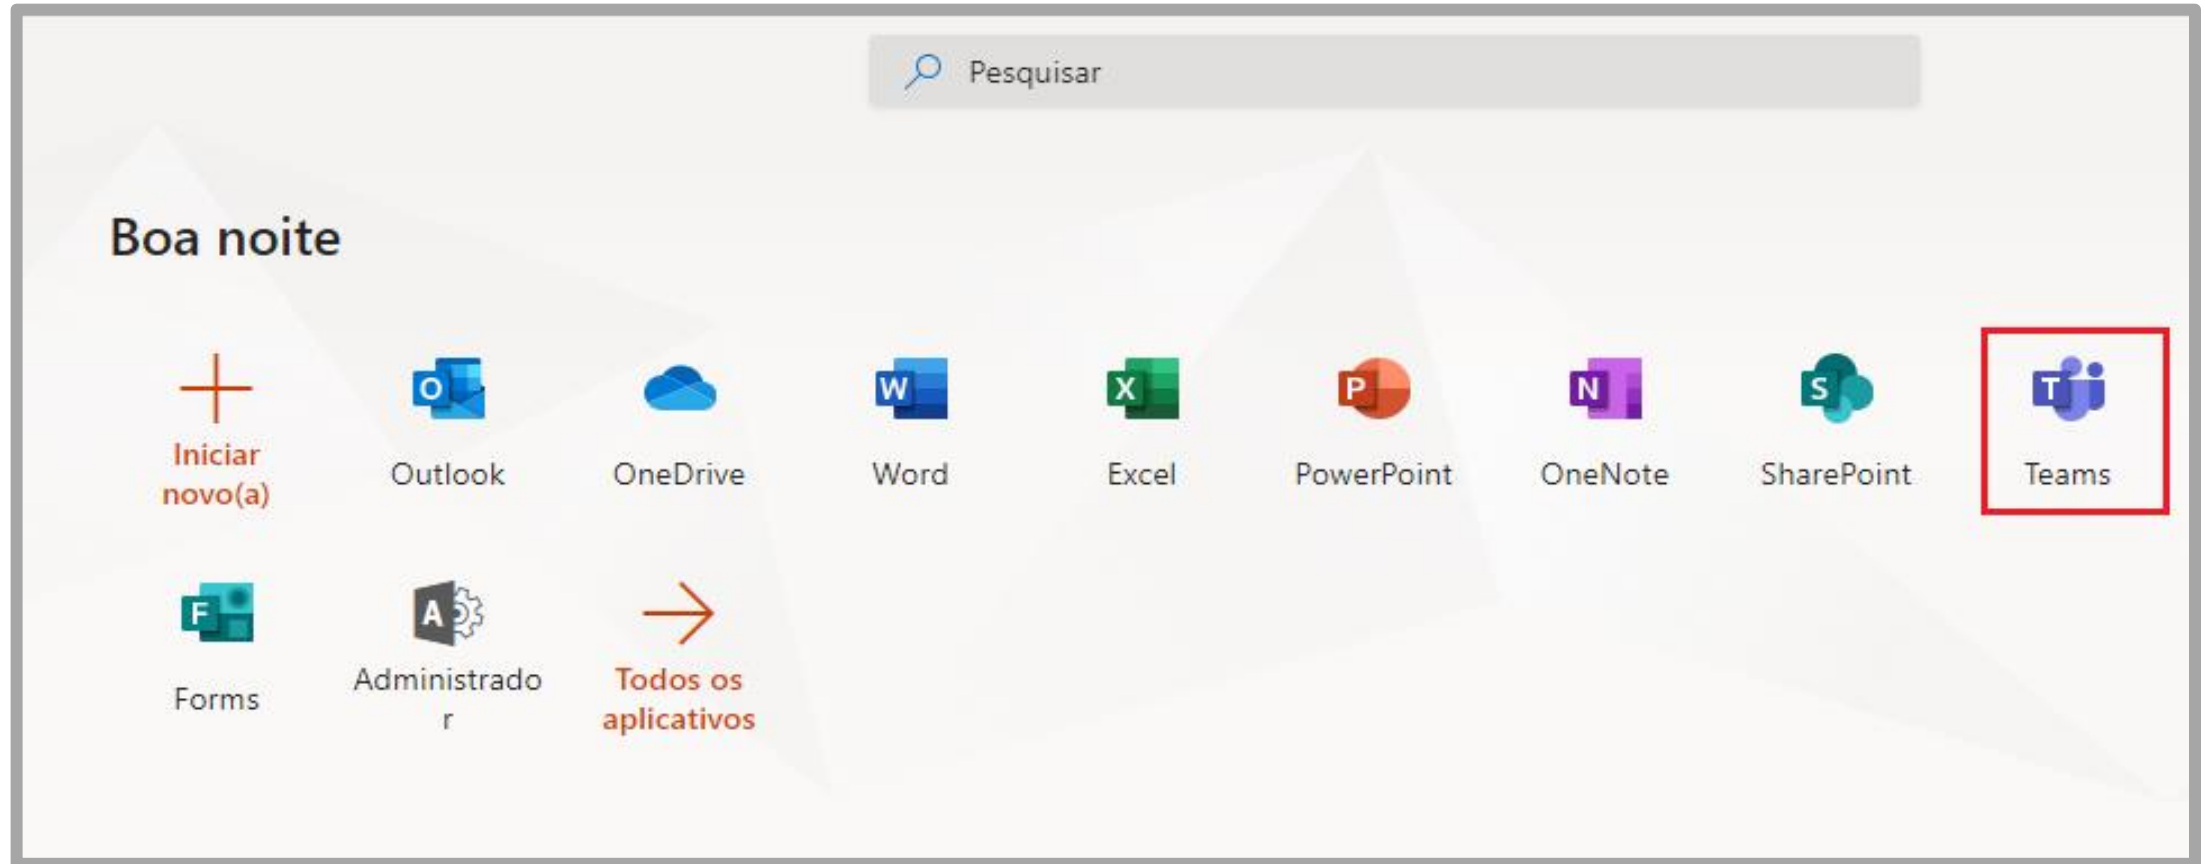 Pesquisar
Boa noite
Iniciar
novo(a)
Outlook
OneDrive
Word
Excel
PowerPoint
OneNote
SharePoint
Teams
Forms
Administrado
r
Todos os
aplicativos